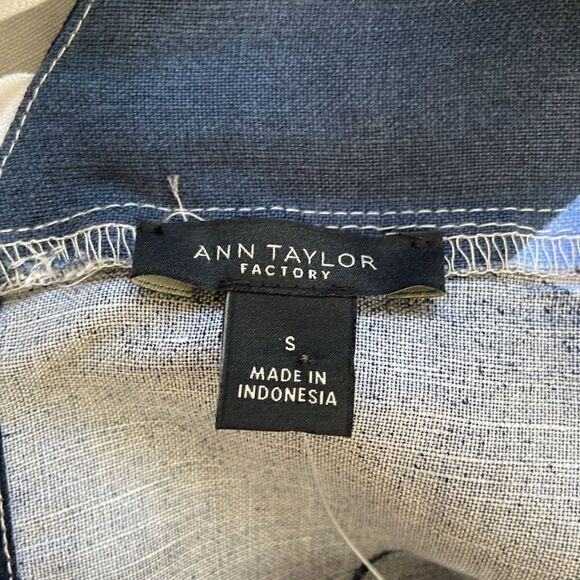 ANN TAYLOR
FACTORY
S
MADE IN
INDONESIA